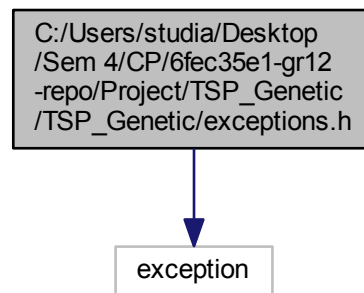 C:/Users/studia/Desktop
/Sem 4/CP/6fec35e1-gr12
-repo/Project/TSP_Genetic
/TSP_Genetic/exceptions.h
exception